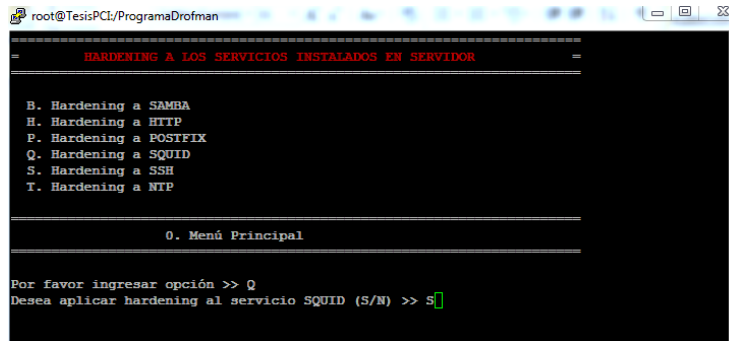 root@TesisPCI:/ProgramaDrofman
================================================================
= HARDENING A LOS SERVICIOS INSTALADOS EN SERVIDOR =
================================================================
B. Hardening a SAMBA
H. Hardening a HTTP
P. Hardening a POSTFIX
Q. Hardening a SQUID
S. Hardening a SSH
T. Hardening a NTP
================================================================
0. Menú Principal
================================================================
Por favor ingresar opción >> Q
Desea aplicar hardening al servicio SQUID (S/N) >> S